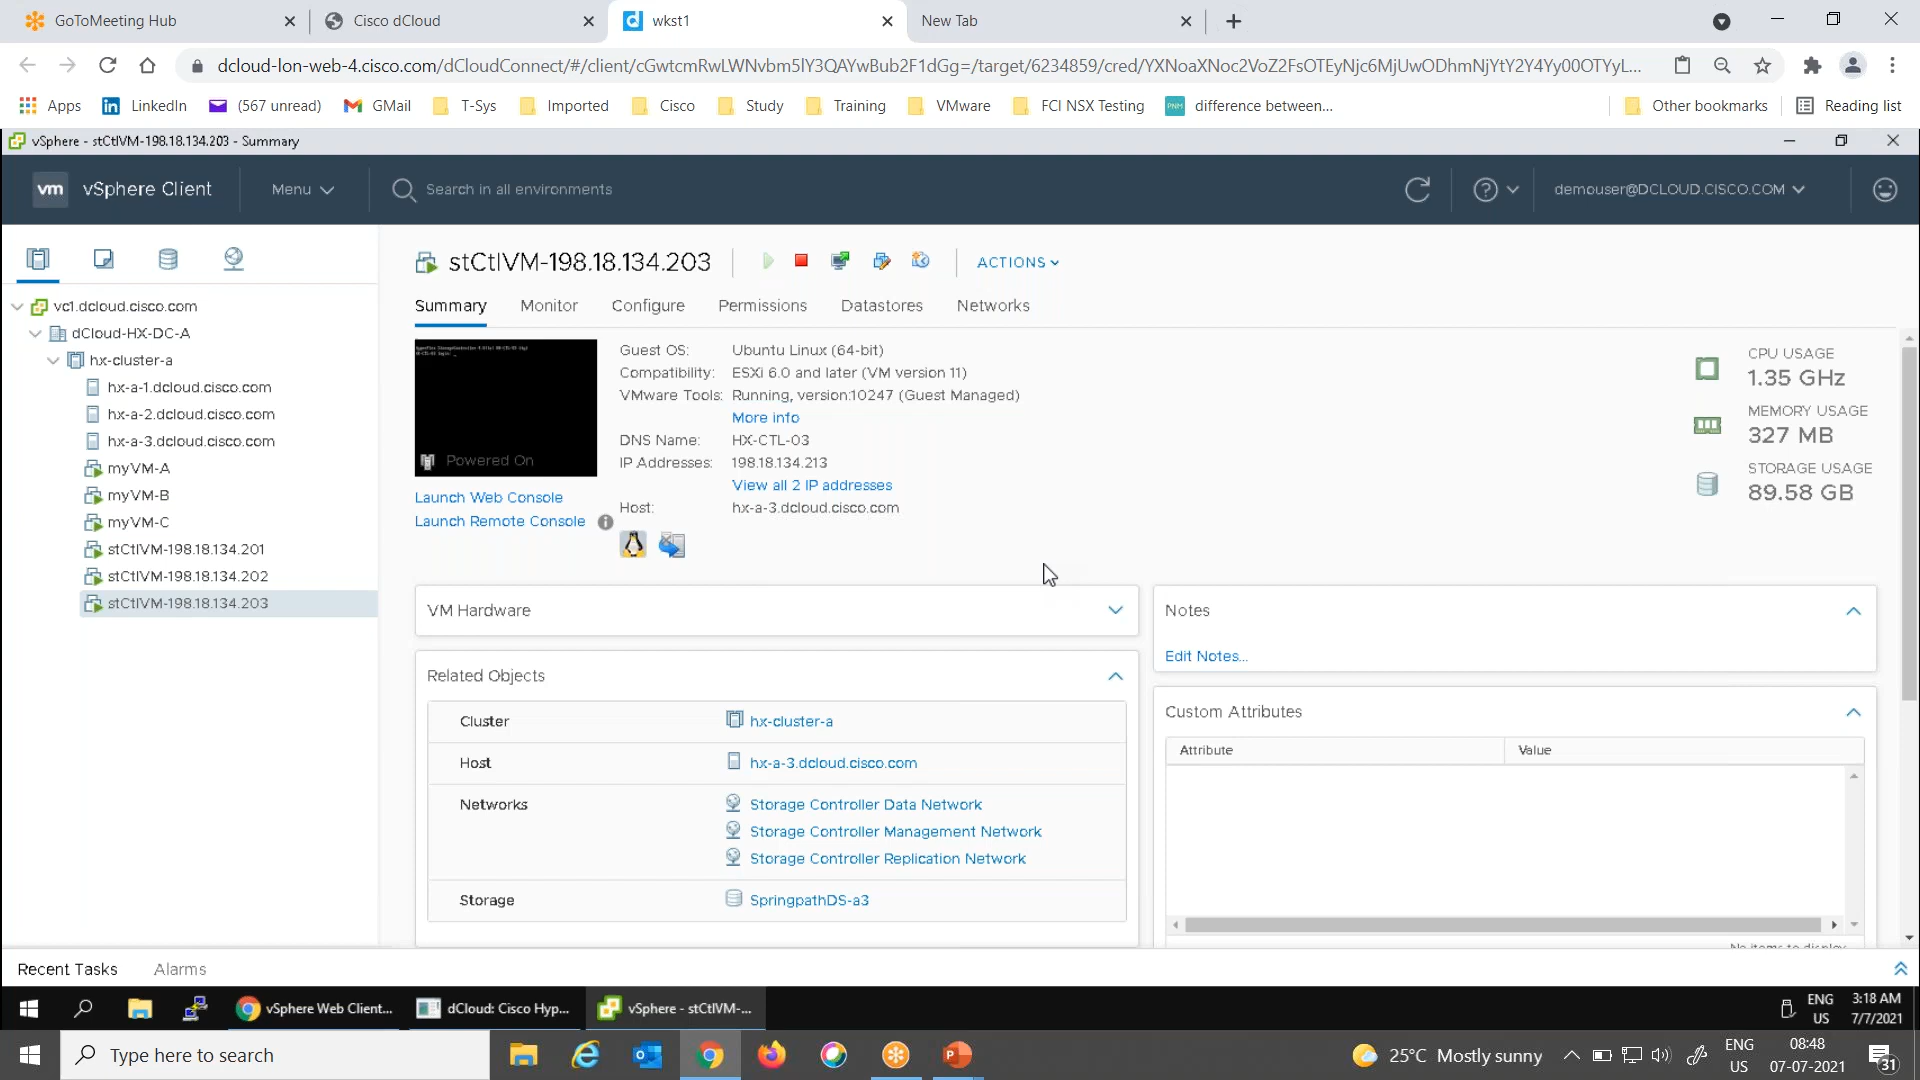 GoToMeeting Hub
Cisco dCloud
wkst1
New Tab
dcloud-lon-web-4.cisco.com/dCloudConnect/#/client/cGwtcmRwLWNvbm5lY3QAYwBub2F1dGg=/target/6234859/cred/YXNoaXNoc2VoZ2FsOTEyNjc6MjUwODhmNjYtY2Y4Yy00OTYyL...
Apps
LinkedIn
(567 unread)
GMail
T-Sys
Imported
Cisco
Study
Training
VMware
FCI NSX Testing
PNM
difference between...
Other bookmarks
Reading list
vSphere - stCtlVM-198.18.134.203 - Summary
vm
vSphere Client
Menu
Search in all environments
demouser@DCLOUD.CISCO.COM
vc1.dcloud.cisco.com
dCloud-HX-DC-A
hx-cluster-a
hx-a-1.dcloud.cisco.com
hx-a-2.dcloud.cisco.com
hx-a-3.dcloud.cisco.com
myVM-A
myVM-B
myVM-C
stCtlVM-198.18.134.201
stCtlVM-198.18.134.202
stCtlVM-198.18.134.203
stCtlVM-198.18.134.203
ACTIONS
Summary
Monitor
Configure
Permissions
Datastores
Networks
Powered On
Launch Web Console
Launch Remote Console
Guest OS: Ubuntu Linux (64-bit)
Compatibility: ESXi 6.0 and later (VM version 11)
VMware Tools: Running, version:10247 (Guest Managed)
More info
DNS Name: HX-CTL-03
IP Addresses: 198.18.134.213
View all 2 IP addresses
Host: hx-a-3.dcloud.cisco.com
CPU USAGE
1.35 GHz
MEMORY USAGE
327 MB
STORAGE USAGE
89.58 GB
VM Hardware
Related Objects
Cluster hx-cluster-a
Host hx-a-3.dcloud.cisco.com
Networks Storage Controller Data Network
Storage Controller Management Network
Storage Controller Replication Network
Storage SpringpathDS-a3
Notes
Edit Notes...
Custom Attributes
Attribute Value
No items to display
Recent Tasks
Alarms
vSphere Web Client...
dCloud: Cisco Hyp...
vSphere - stCtlVM-...
ENG
US
3:18 AM
7/7/2021
Type here to search
25°C Mostly sunny
ENG
US
08:48
07-07-2021
31